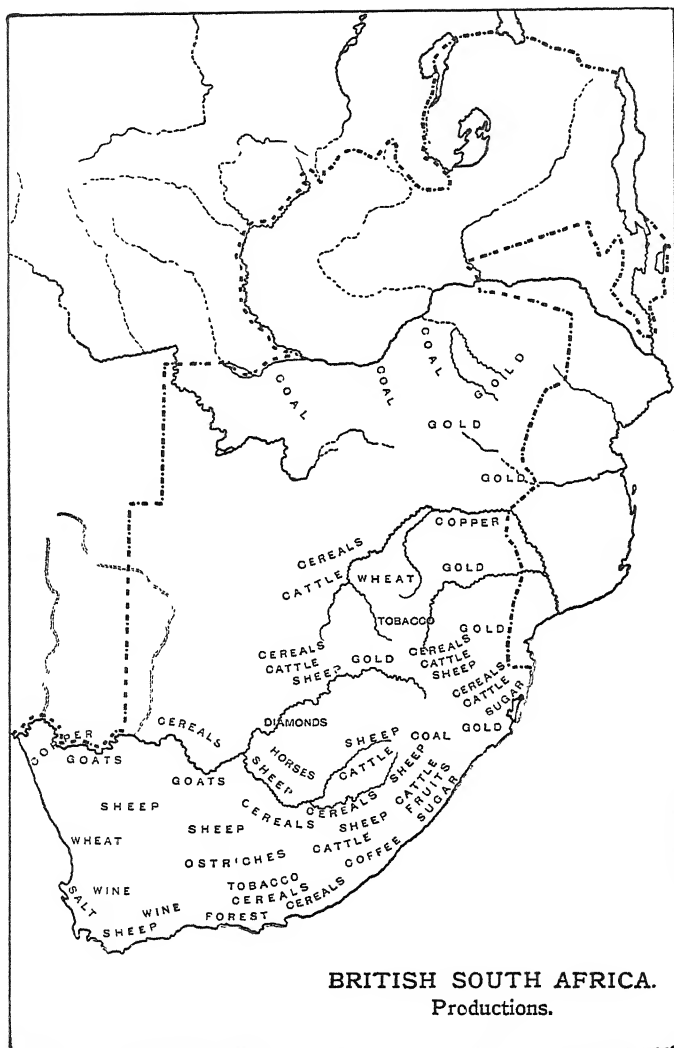 COAL
COAL
COAL
GOILD
GOLD
GOLD
COPPER
CEREALS
CATTLE
WHEAT
GOLD
TOBACCO
GOLD
CEREALS
CATTLE
SHEEP
GOLD
CEREALS
CATTLE
SHEEP
CEREALS
CATTLE
SUGAR
DIAMONDS
CEREALS
COPPER
GOATS
GOATS
HORSES
SHEEP
SHEEP
CATTLE
COAL
GOLD
SHEEP
CATTLE
FRUITS
SUGAR
SHEEP
SHEEP
CEREALS
CEREALS
SHEEP
CATTLE
COFFEE
WHEAT
OSTRICHES
TOBACCO
CEREALS
CEREALS
WINE
SALT
WINE
SHEEP
FOREST
BRITISH SOUTH AFRICA.
Productions.